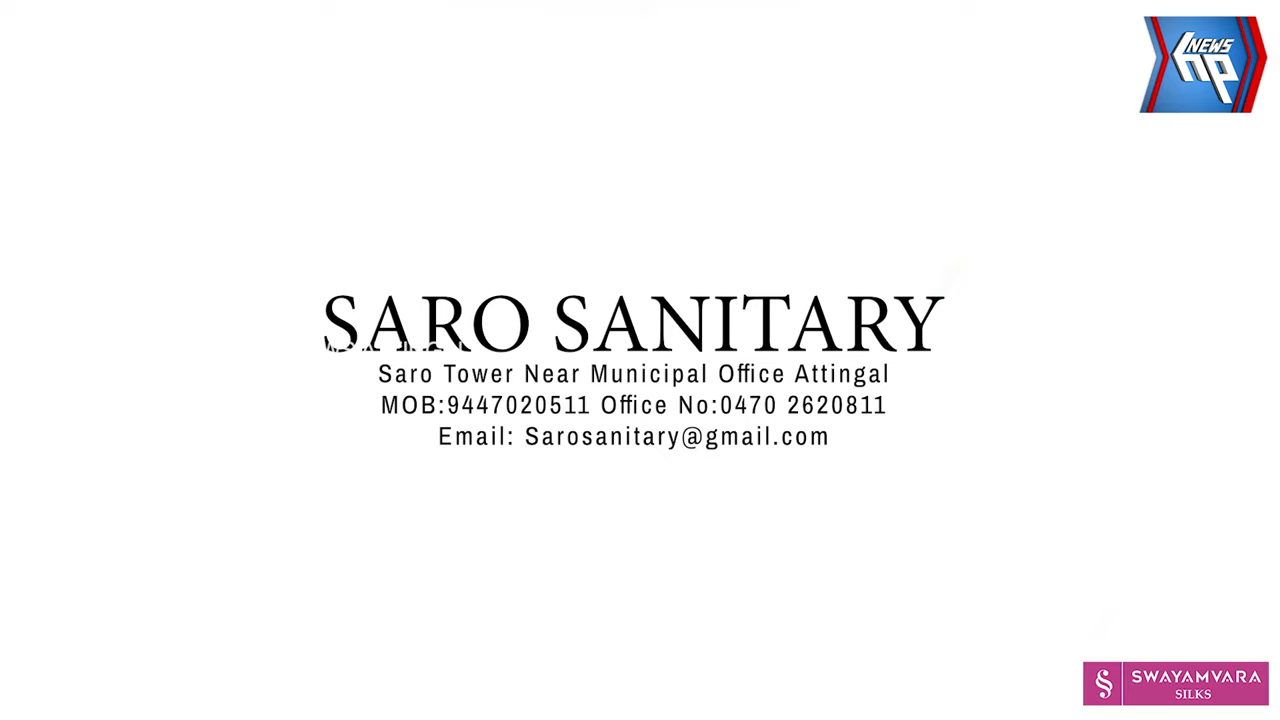 NEWS
hp
SARO SANITARY
Saro Tower Near Municipal Office Attingal
MOB:9447020511 Office No:0470 2620811
Email: Sarosanitary@gmail.com
SWAYAMVARA
SILKS